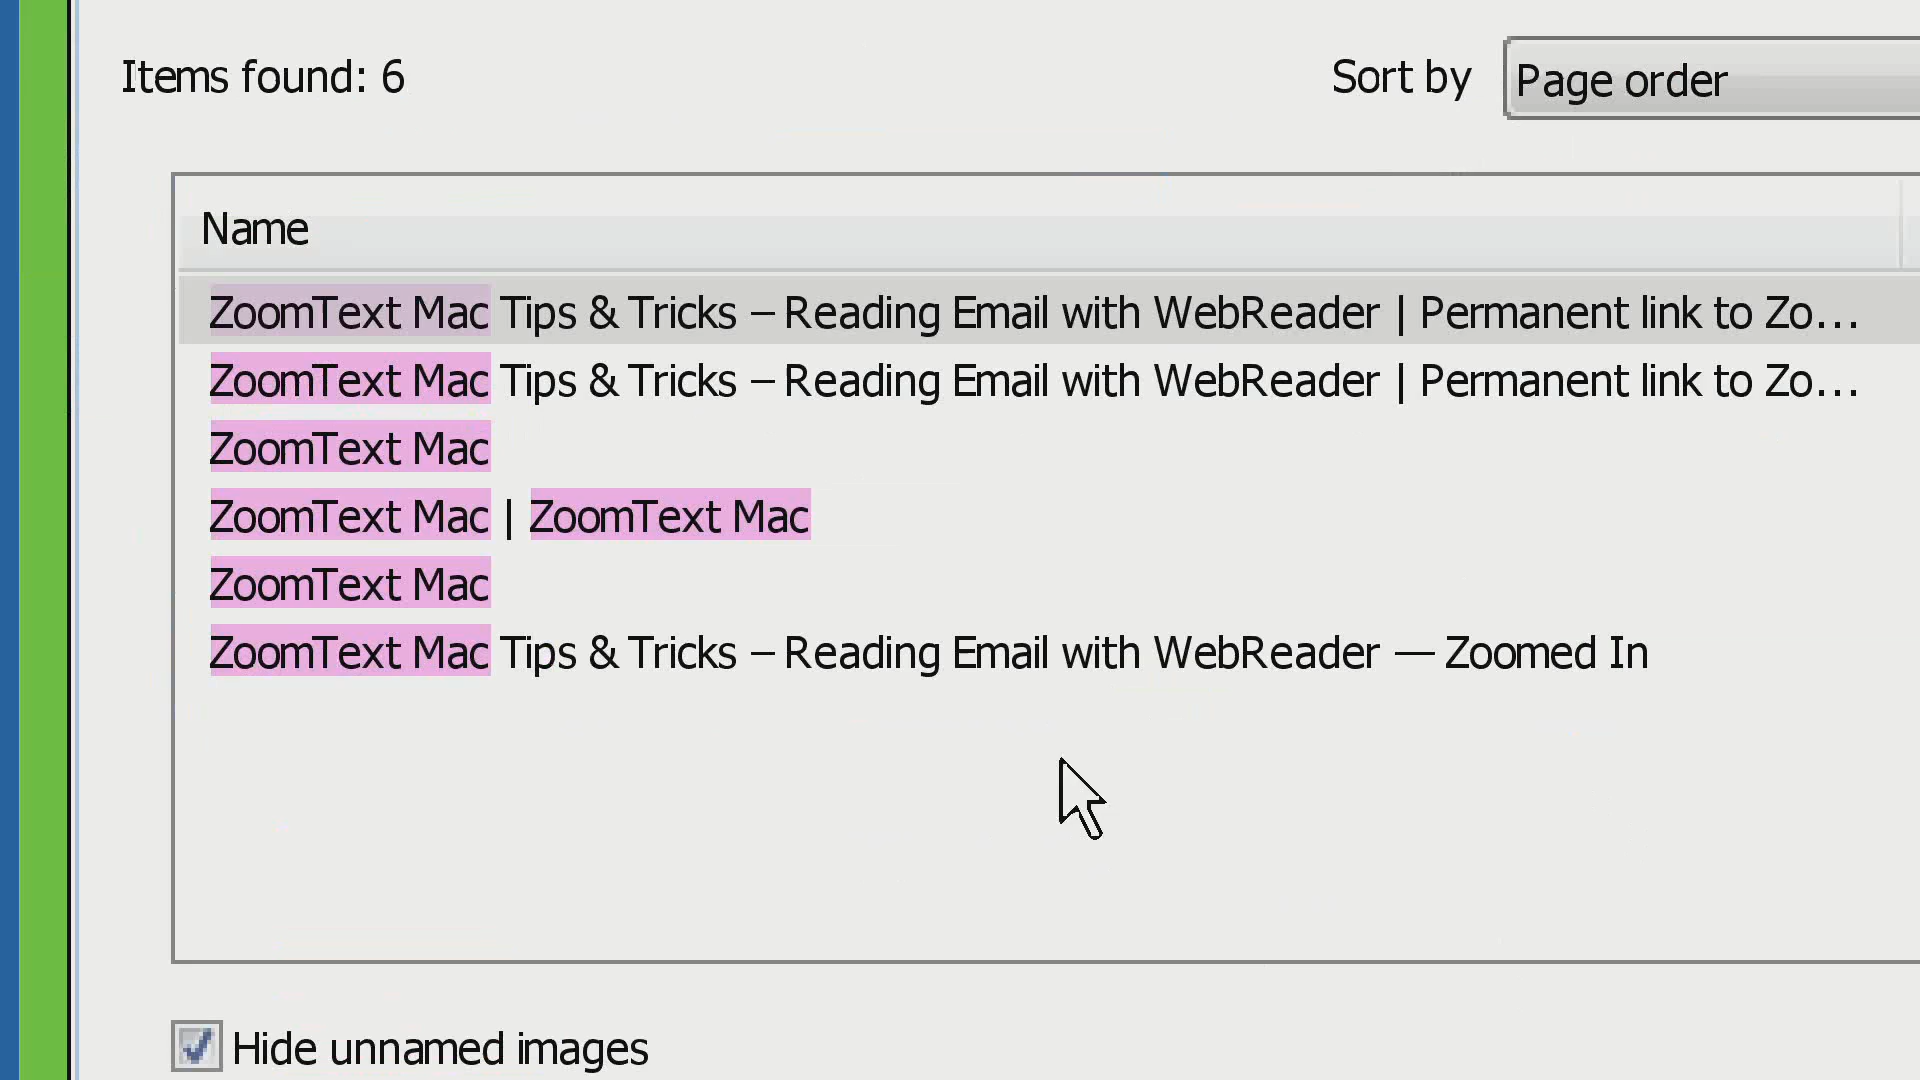 Items found: 6
Sort by Page order
Name
ZoomText Mac Tips & Tricks – Reading Email with WebReader | Permanent link to Zo...
ZoomText Mac Tips & Tricks – Reading Email with WebReader | Permanent link to Zo...
ZoomText Mac
ZoomText Mac | ZoomText Mac
ZoomText Mac
ZoomText Mac Tips & Tricks – Reading Email with WebReader — Zoomed In
Hide unnamed images